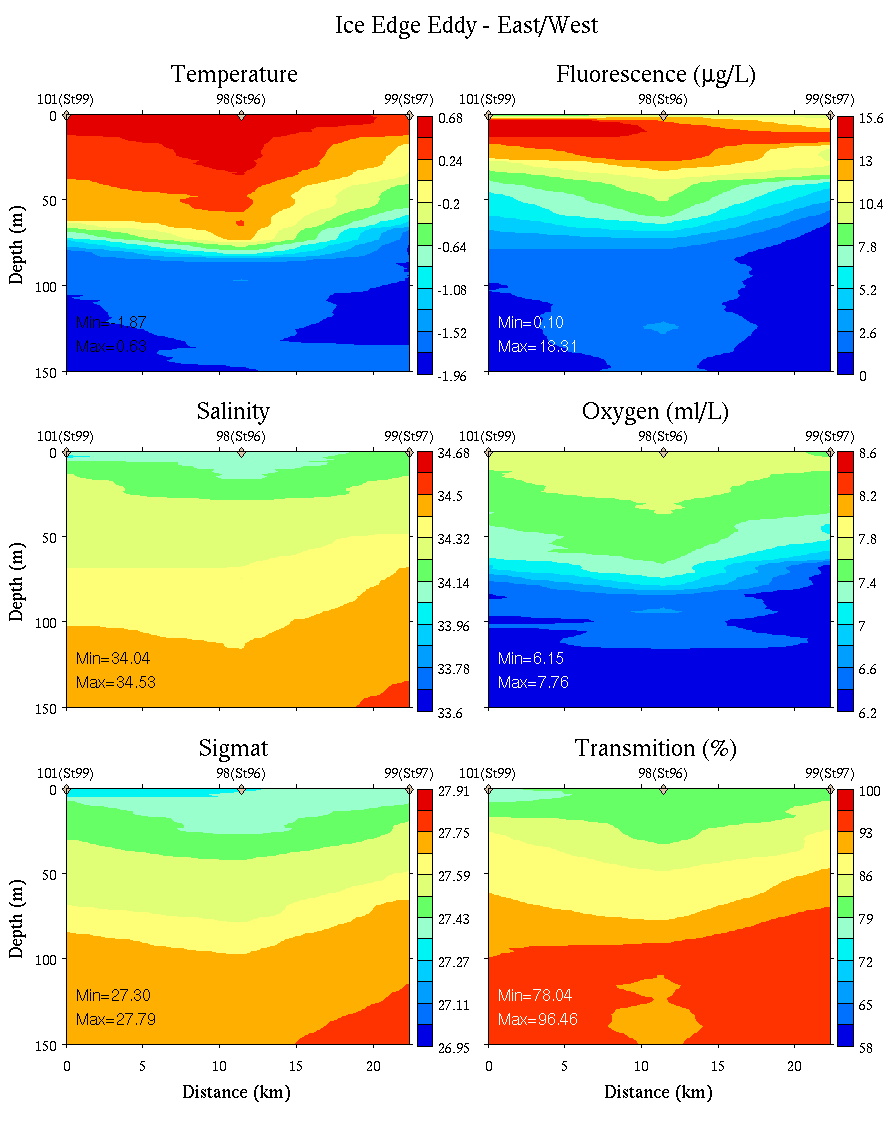 Ice Edge Eddy - East/West
Temperature
Fluorescence (µg/L)
101(St99) 98(St96) 99(St97)
101(St99) 98(St96) 99(St97)
0
50
100
150
Depth (m)
Min=-1.87
Max=0.63
0.68
0.24
-0.2
-0.64
-1.08
-1.52
-1.96
Min=0.10
Max=18.31
15.6
13
10.4
7.8
5.2
2.6
0
Salinity
Oxygen (ml/L)
101(St99) 98(St96) 99(St97)
101(St99) 98(St96) 99(St97)
0
50
100
150
Depth (m)
Min=34.04
Max=34.53
34.68
34.5
34.32
34.14
33.96
33.78
33.6
Min=6.15
Max=7.76
8.6
8.2
7.8
7.4
7
6.6
6.2
Sigmat
Transmition (%)
101(St99) 98(St96) 99(St97)
101(St99) 98(St96) 99(St97)
0
50
100
150
Depth (m)
Min=27.30
Max=27.79
27.91
27.75
27.59
27.43
27.27
27.11
26.95
Min=78.04
Max=96.46
100
93
86
79
72
65
58
0 5 10 15 20
0 5 10 15 20
Distance (km)
Distance (km)